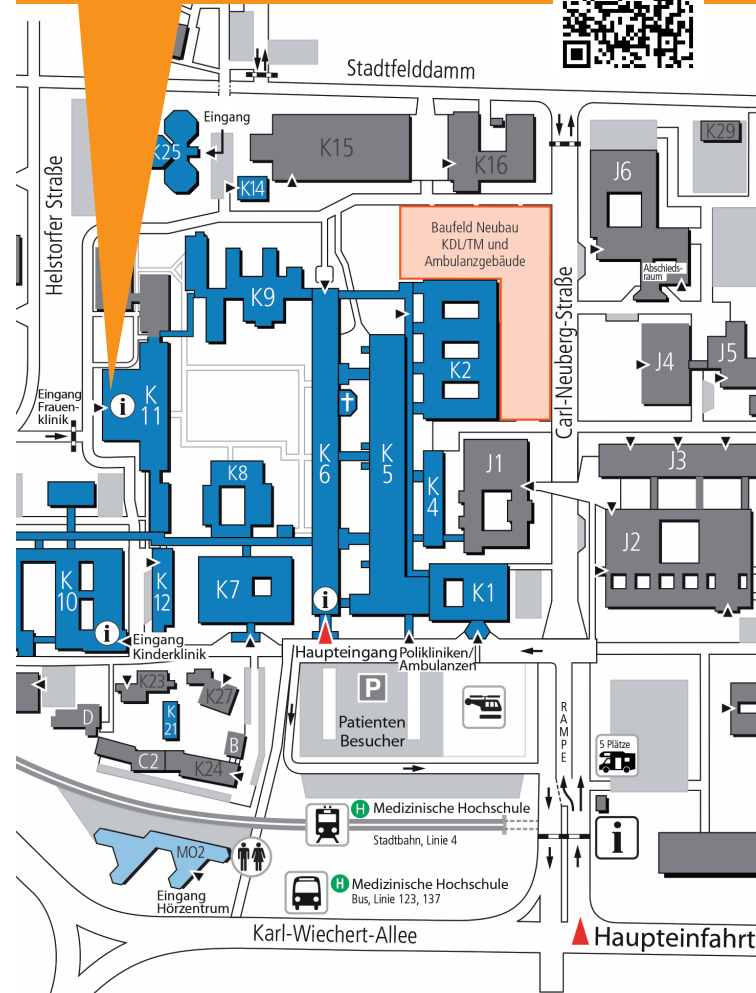 Stadtfelddamm
Eingang
K25
K14
K15
K16
K29
J6
Helstorfer Straße
Baufeld Neubau
KDL/TM und
Ambulanzgebäude
Abschieds-
raum
K9
K2
Carl-Neuberg-Straße
J4
J5
Eingang
Frauen-
klinik
i
K
11
K
6
K
5
K8
K
4
J1
J3
J2
K
10
K
12
K7
K1
i
i
Eingang
Kinderklinik
Haupteingang
Polikliniken/
Ambulanzen
K23
K27
D
K
21
B
C2
K24
P
Patienten
Besucher
RAMPE
5 Plätze
H Medizinische Hochschule
Stadtbahn, Linie 4
i
MO2
Eingang
Hörzentrum
H Medizinische Hochschule
Bus, Linie 123, 137
Karl-Wiechert-Allee
Haupteinfahrt